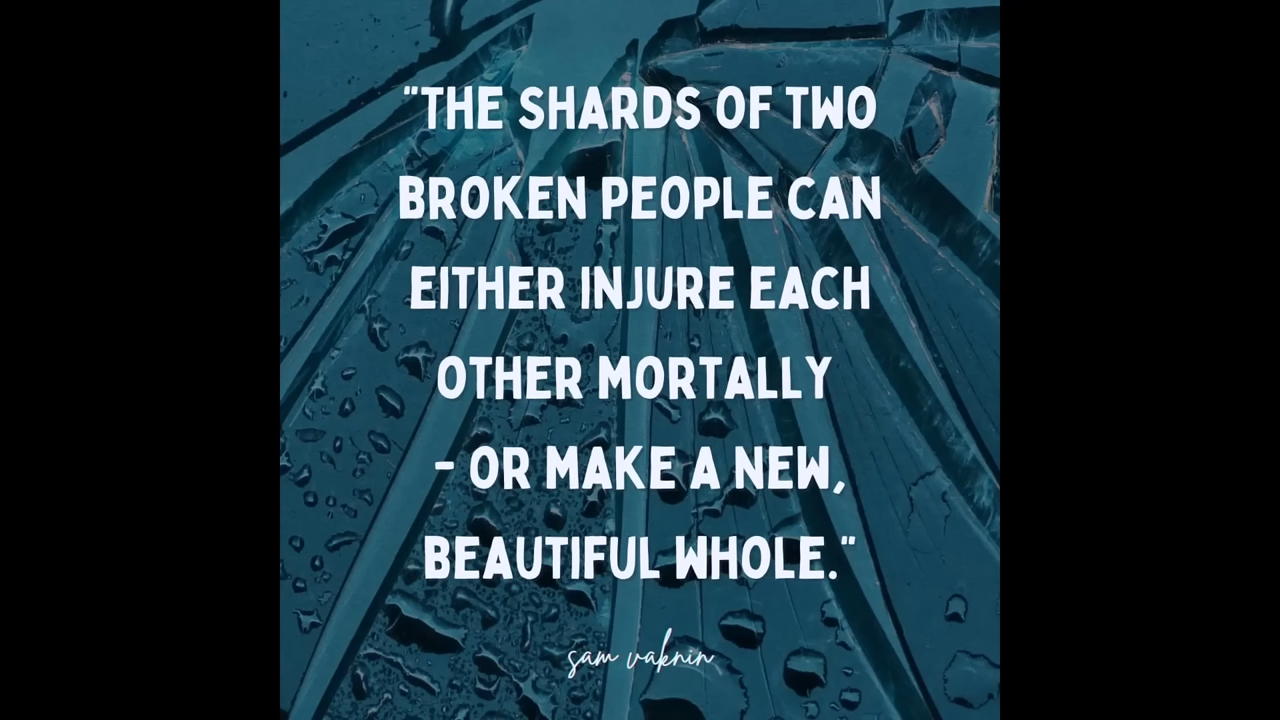 "THE SHARDS OF TWO
BROKEN PEOPLE CAN
EITHER INJURE EACH
OTHER MORTALLY
- OR MAKE A NEW,
BEAUTIFUL WHOLE."
sam vaknin